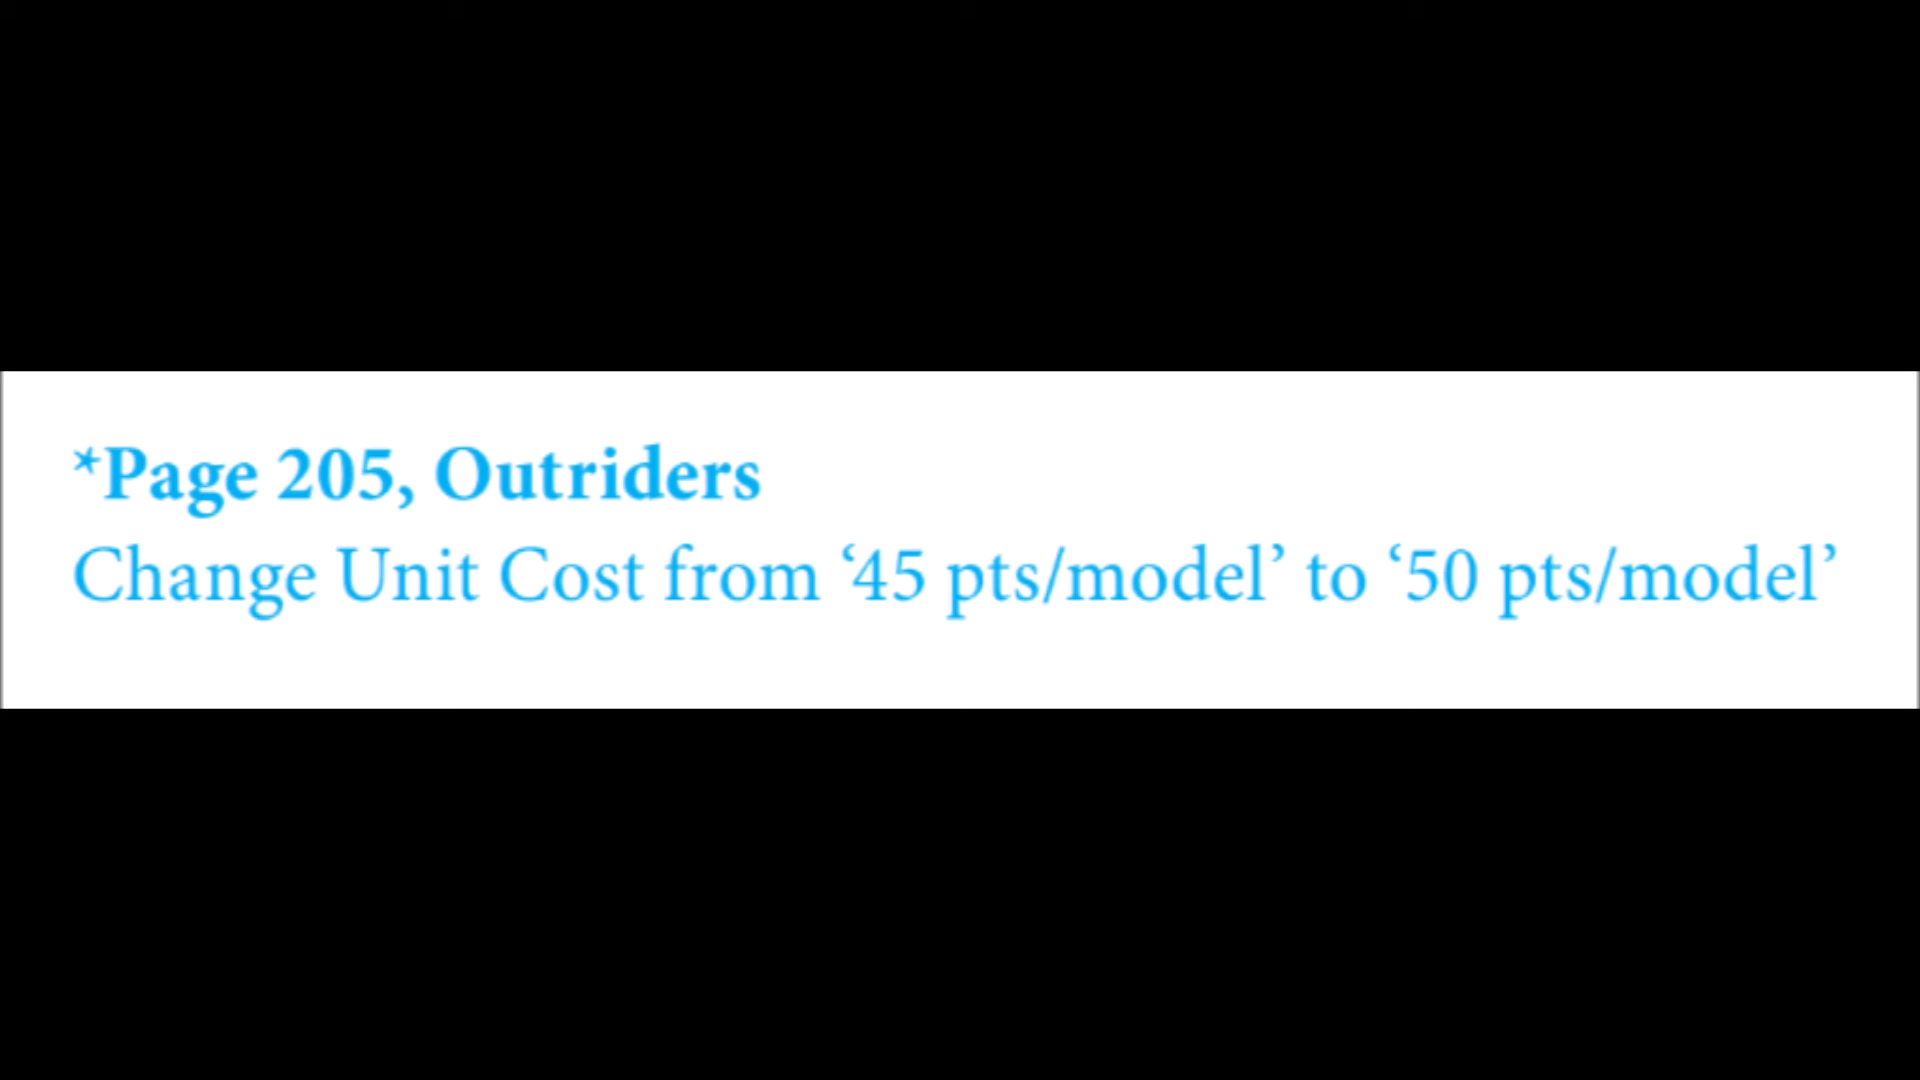 *Page 205, Outriders
Change Unit Cost from ‘45 pts/model’ to ‘50 pts/model’